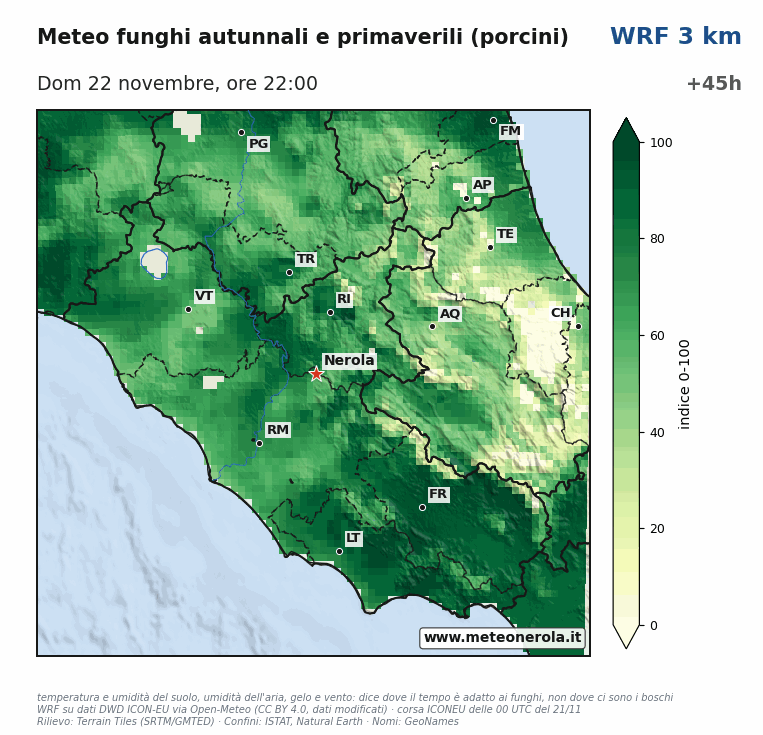 Meteo funghi autunnali e primaverili (porcini)
WRF 3 km
Dom 22 novembre, ore 22:00
+45h
FM
PG
AP
TE
TR
VT
RI
AQ
CH
Nerola
RM
FR
LT
www.meteonerola.it
100
80
60
40
20
0
indice 0-100
temperatura e umidità del suolo, umidità dell'aria, gelo e vento: dice dove il tempo è adatto ai funghi, non dove ci sono i boschi
WRF su dati DWD ICON-EU via Open-Meteo (CC BY 4.0, dati modificati) · corsa ICONEU delle 00 UTC del 21/11
Rilievo: Terrain Tiles (SRTM/GMTED) · Confini: ISTAT, Natural Earth · Nomi: GeoNames